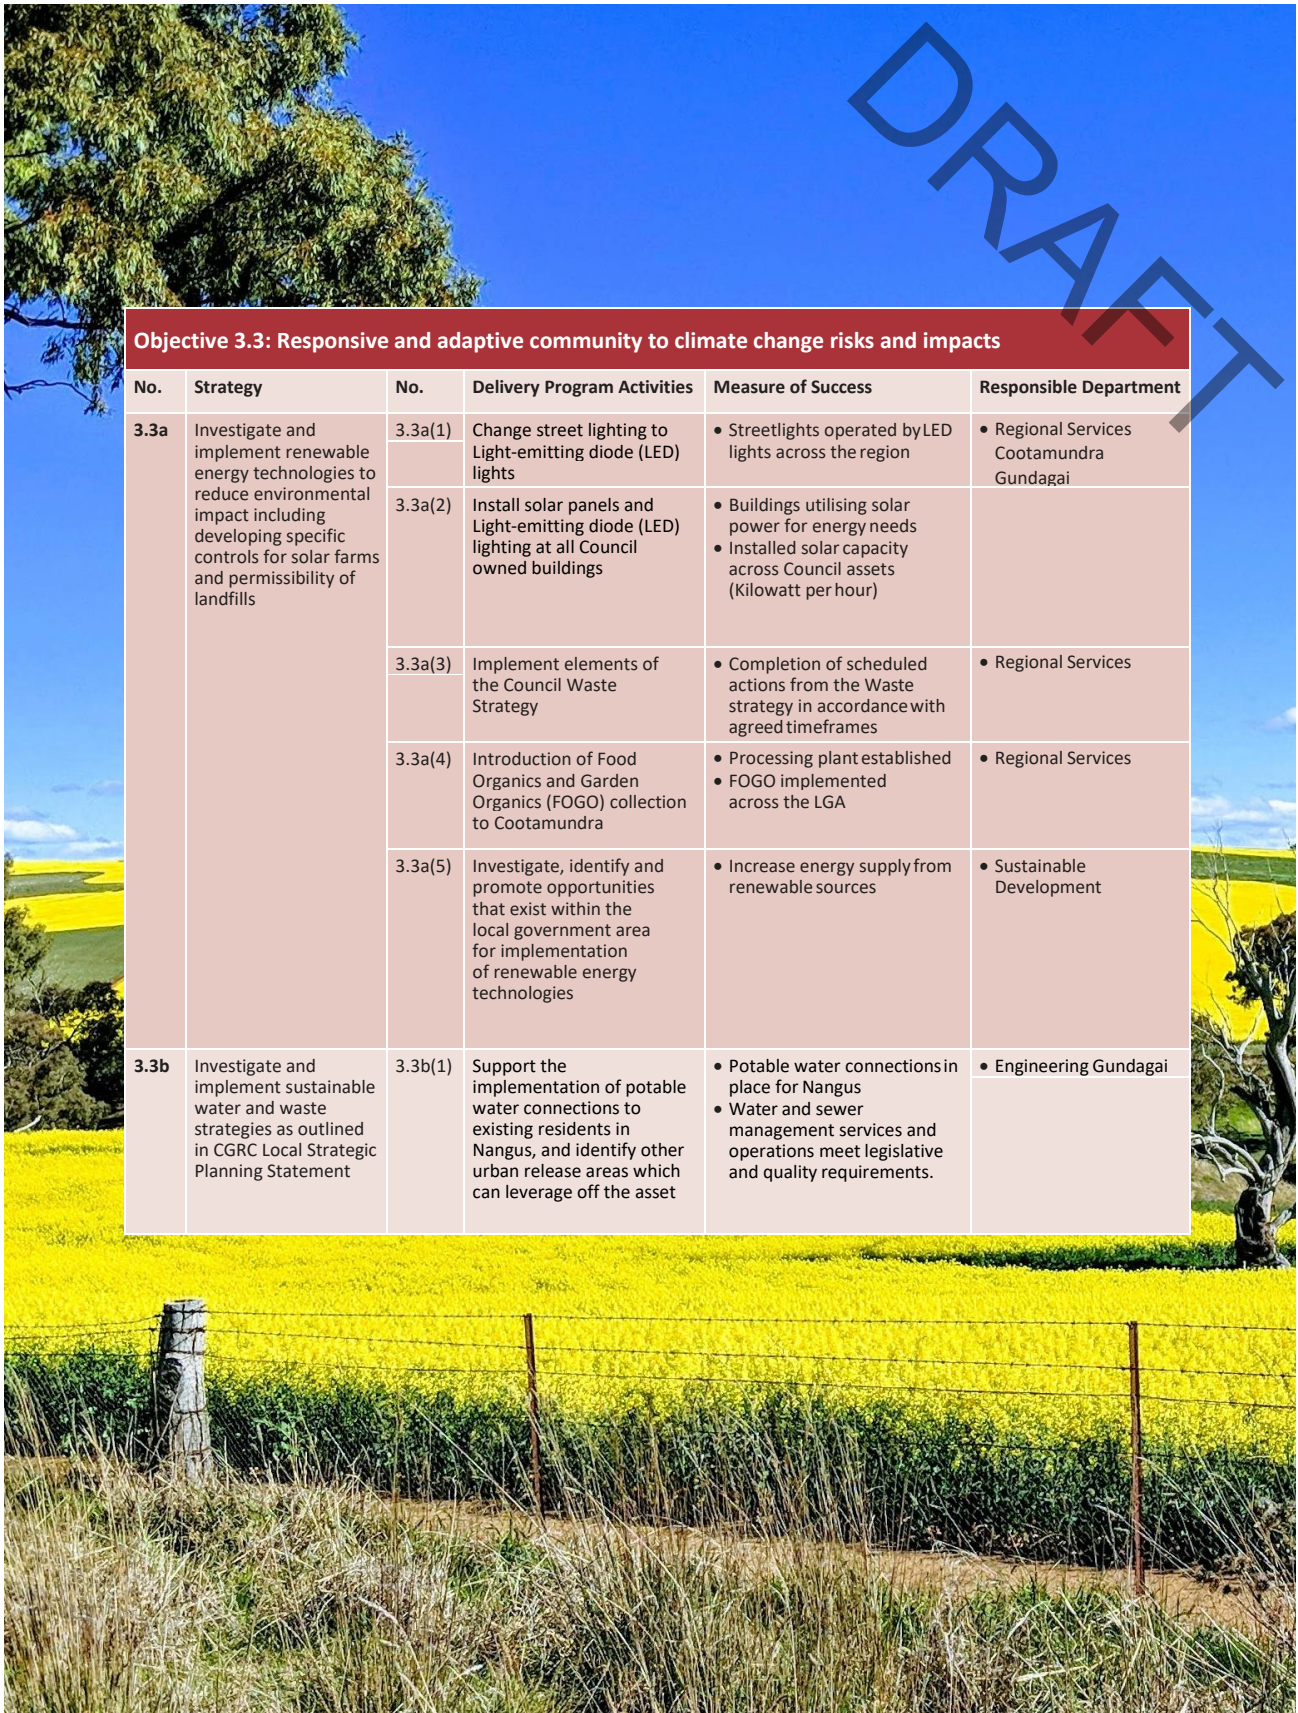 DRAFT
Objective 3.3: Responsive and adaptive community to climate change risks and impacts
No. Strategy No. Delivery Program Activities Measure of Success Responsible Department
3.3a
Investigate and
implement renewable
energy technologies to
reduce environmental
impact including
developing specific
controls for solar farms
and permissibility of
landfills
3.3a(1)
Change street lighting to
Light-emitting diode (LED)
lights
• Streetlights operated by LED
lights across the region
• Regional Services
Cootamundra
Gundagai
3.3a(2)
Install solar panels and
Light-emitting diode (LED)
lighting at all Council
owned buildings
• Buildings utilising solar
power for energy needs
• Installed solar capacity
across Council assets
(Kilowatt per hour)
3.3a(3)
Implement elements of
the Council Waste
Strategy
• Completion of scheduled
actions from the Waste
strategy in accordance with
agreed timeframes
• Regional Services
3.3a(4)
Introduction of Food
Organics and Garden
Organics (FOGO) collection
to Cootamundra
• Processing plant established
• FOGO implemented
across the LGA
• Regional Services
3.3a(5)
Investigate, identify and
promote opportunities
that exist within the
local government area
for implementation
of renewable energy
technologies
• Increase energy supply from
renewable sources
• Sustainable
Development
3.3b
Investigate and
implement sustainable
water and waste
strategies as outlined
in CGRC Local Strategic
Planning Statement
3.3b(1)
Support the
implementation of potable
water connections to
existing residents in
Nangus, and identify other
urban release areas which
can leverage off the asset
• Potable water connections in
place for Nangus
• Water and sewer
management services and
operations meet legislative
and quality requirements.
• Engineering Gundagai